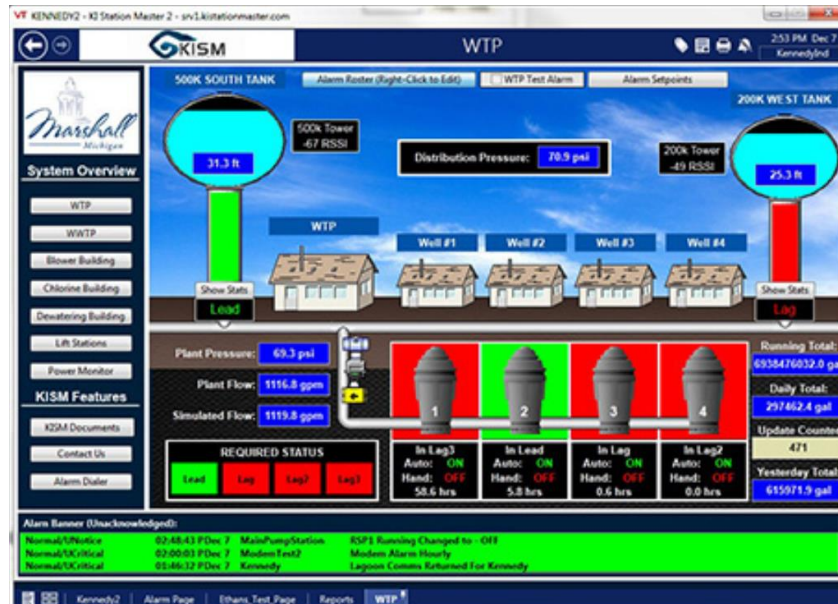 VT KENNEDY2 - KI Station Master 2 - srv1.kistationmaster.com
KISM
WTP
2:53 PM Dec 7
KennedyInd
Marshall
Michigan
System Overview
WTP
WWTP
Blower Building
Chlorine Building
Dewatering Building
Lift Stations
Power Monitor
KISM Features
KISM Documents
Contact Us
Alarm Dialer
500K SOUTH TANK
Alarm Roster (Right-Click to Edit)
WTP Test Alarm
Alarm Setpoints
200K WEST TANK
31.3 ft
500k Tower
-67 RSSI
Distribution Pressure: 70.9 psi
200k Tower
-49 RSSI
25.3 ft
WTP
Well #1
Well #2
Well #3
Well #4
Show Stats
Lead
Show Stats
Lag
Plant Pressure: 69.3 psi
Plant Flow: 1116.8 gpm
Simulated Flow: 1119.8 gpm
REQUIRED STATUS
Lead Lag Lag2 Lag3
1
In Lag3
Auto: ON
Hand: OFF
58.6 hrs
2
In Lead
Auto: ON
Hand: OFF
5.8 hrs
3
In Lag
Auto: ON
Hand: OFF
0.6 hrs
4
In Lag2
Auto: ON
Hand: OFF
0.0 hrs
Running Total:
6938476032.0 ga
Daily Total:
297462.4 gal
Update Counter
471
Yesterday Total:
615971.9 gal
Alarm Banner (Unacknowledged):
Normal/UNotice 02:48:43 PDec 7 MainPumpStation RSP1 Running Changed to - OFF
Normal/UCritical 02:00:03 PDec 7 ModemTest2 Modem Alarm Hourly
Normal/UCritical 01:46:32 PDec 7 Kennedy Lagoon Comms Returned For Kennedy
Kennedy2 Alarm Page Ethans_Test_Page Reports WTP